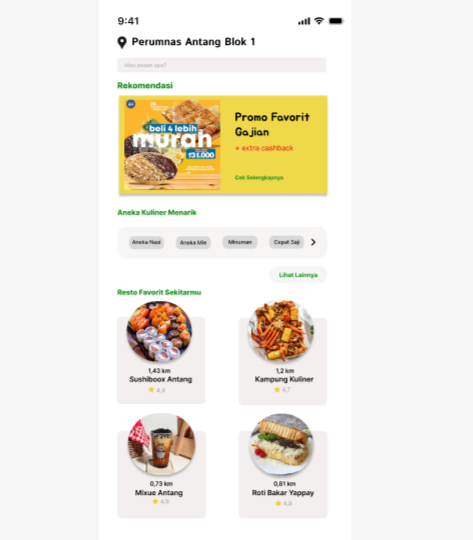 9:41
Perumnas Antang Blok 1
Mau pesan apa?
Rekomendasi
beli 4 lebih
murah
131.000
Promo Favorit
Gajian
+ extra cashback
Cek Selengkapnya
Aneka Kuliner Menarik
Aneka Nasi
Aneka Mie
Minuman
Cepat Saji
Lihat Lainnya
Resto Favorit Sekitarmu
1,43 km
Sushiboox Antang
4,4
1,2 km
Kampung Kuliner
4,7
0,73 km
Mixue Antang
4.9
0,81 km
Roti Bakar Yappay
4,9